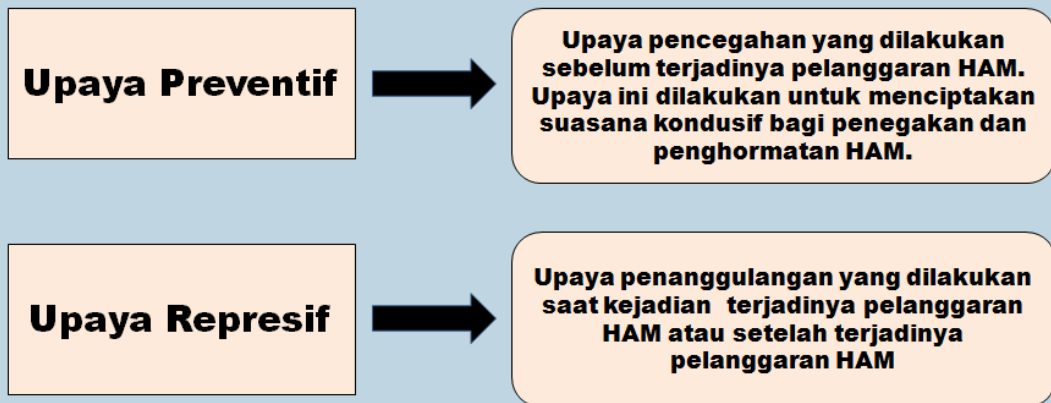 Upaya Preventif
Upaya pencegahan yang dilakukan
sebelum terjadinya pelanggaran HAM.
Upaya ini dilakukan untuk menciptakan
suasana kondusif bagi penegakan dan
penghormatan HAM.
Upaya Represif
Upaya penanggulangan yang dilakukan
saat kejadian terjadinya pelanggaran
HAM atau setelah terjadinya
pelanggaran HAM